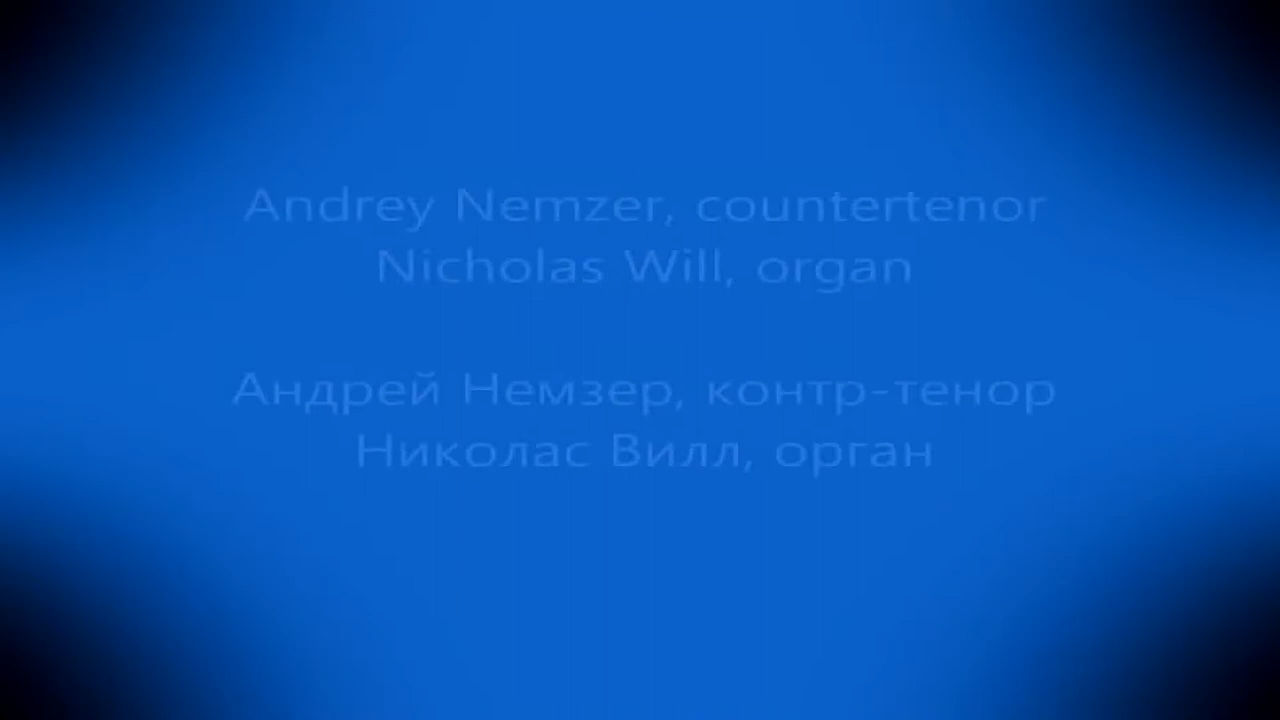 Andrey Nemzer, countertenor
Nicholas Will, organ
Андрей Немзер, контр-тенор
Николас Вилл, орган